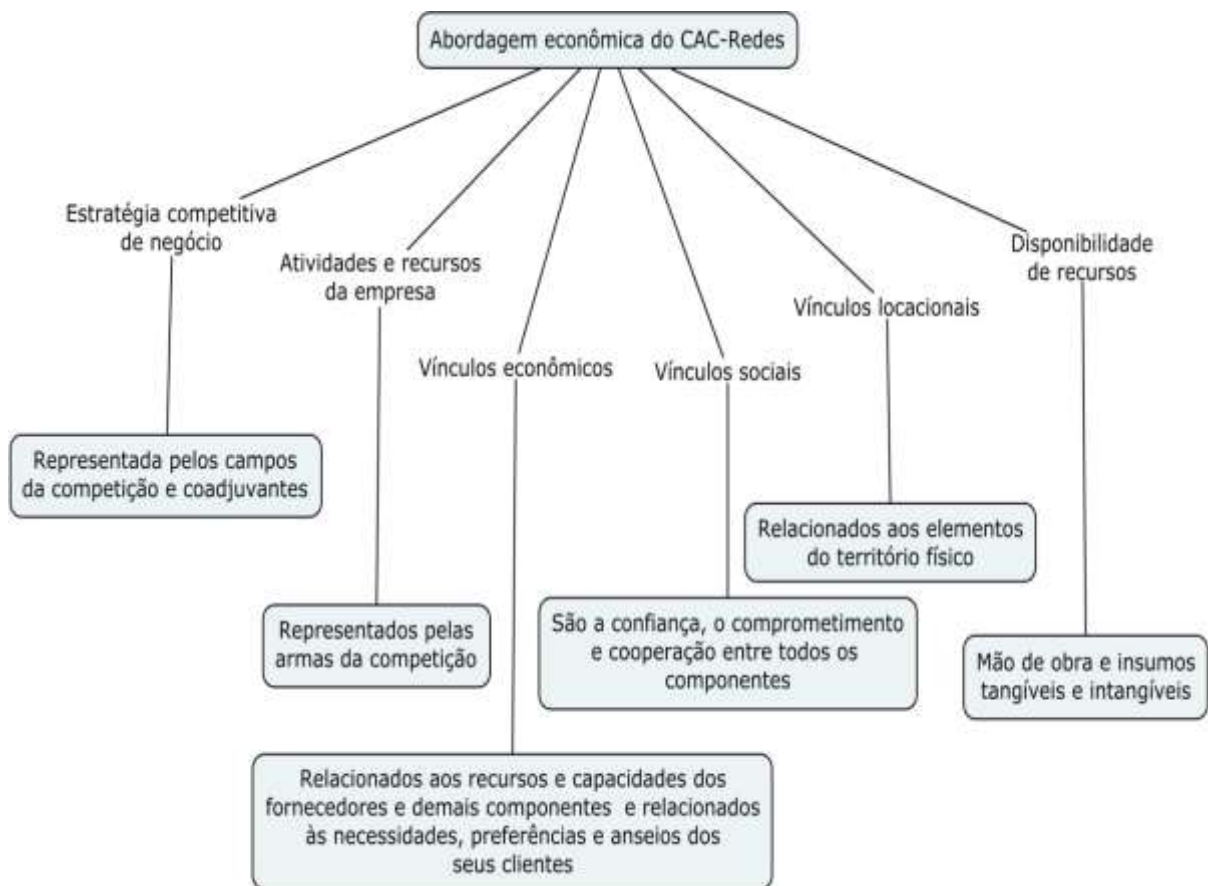 Abordagem econômica do CAC-Redes
Estratégia competitiva
de negócio
Atividades e recursos
da empresa
Vínculos econômicos
Vínculos sociais
Vínculos locacionais
Disponibilidade
de recursos
Representada pelos campos
da competição e coadjuvantes
Representados pelas
armas da competição
Relacionados aos recursos e capacidades dos
fornecedores e demais componentes e relacionados
às necessidades, preferências e anseios dos
seus clientes
São a confiança, o comprometimento
e cooperação entre todos os
componentes
Relacionados aos elementos
do território físico
Mão de obra e insumos
tangíveis e intangíveis